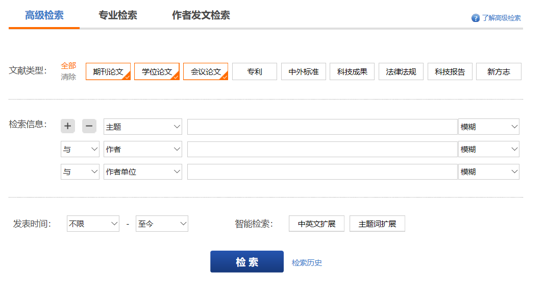 高级检索 专业检索 作者发文检索 ? 了解高级检索
文献类型： 全部 清除 期刊论文 学位论文 会议论文 专利 中外标准 科技成果 法律法规 科技报告 新方志
检索信息： + − 主题 模糊
与 作者 模糊
与 作者单位 模糊
发表时间： 不限 - 至今 智能检索： 中英文扩展 主题词扩展
检 索 检索历史